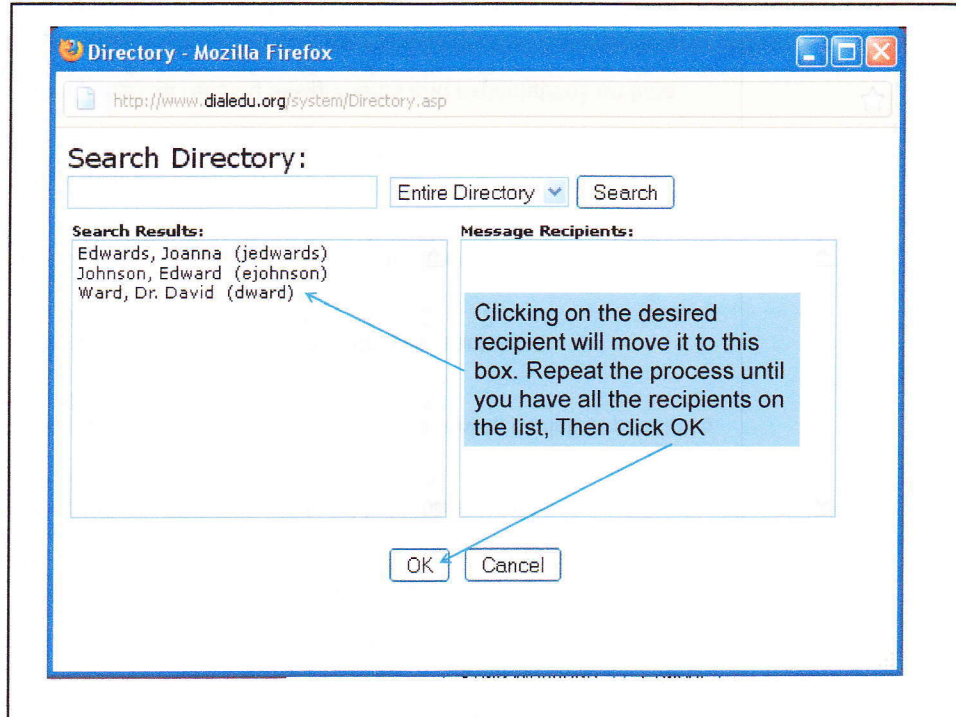 Directory - Mozilla Firefox
http://www.dialedu.org/system/Directory.asp
Search Directory:
Entire Directory Search
Search Results:
Message Recipients:
Edwards, Joanna (jedwards)
Johnson, Edward (ejohnson)
Ward, Dr. David (dward)
Clicking on the desired
recipient will move it to this
box. Repeat the process until
you have all the recipients on
the list, Then click OK
OK Cancel